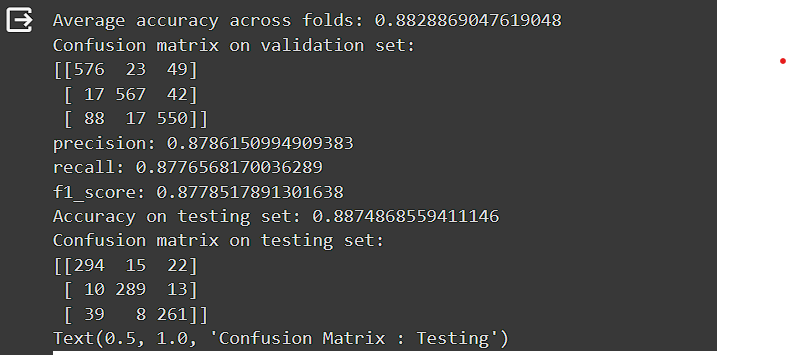 Average accuracy across folds: 0.8828869047619048
Confusion matrix on validation set:
[[576  23  49]
 [ 17 567  42]
 [ 88  17 550]]
precision: 0.8786150994909383
recall: 0.8776568170036289
f1_score: 0.8778517891301638
Accuracy on testing set: 0.8874868559411146
Confusion matrix on testing set:
[[294  15  22]
 [ 10 289  13]
 [ 39   8 261]]
Text(0.5, 1.0, 'Confusion Matrix : Testing')